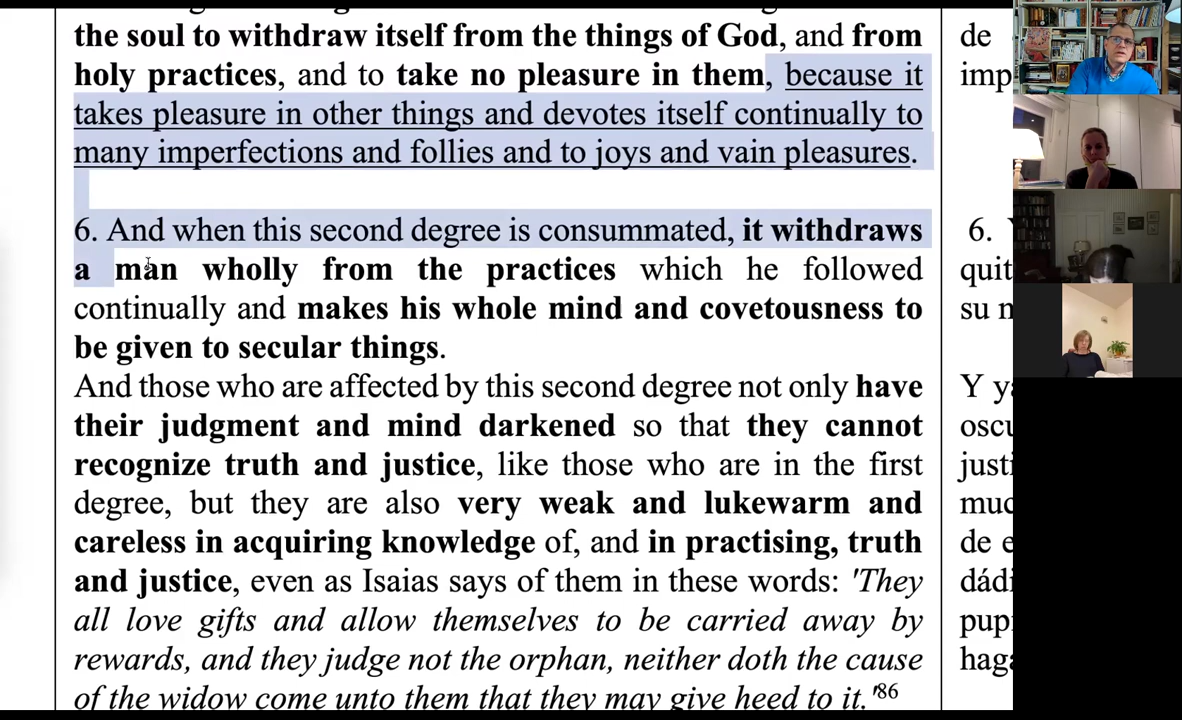 the soul to withdraw itself from the things of God, and from
holy practices, and to take no pleasure in them, because it
takes pleasure in other things and devotes itself continually to
many imperfections and follies and to joys and vain pleasures.
6. And when this second degree is consummated, it withdraws
a man wholly from the practices which he followed
continually and makes his whole mind and covetousness to
be given to secular things.
And those who are affected by this second degree not only have
their judgment and mind darkened so that they cannot
recognize truth and justice, like those who are in the first
degree, but they are also very weak and lukewarm and
careless in acquiring knowledge of, and in practising, truth
and justice, even as Isaias says of them in these words: 'They
all love gifts and allow themselves to be carried away by
rewards, and they judge not the orphan, neither doth the cause
of the widow come unto them that they may give heed to it.'86
de
imp
6. Y
quit
su n
Y ya
oscu
justi
muc
de e
dádi
pupi
haga